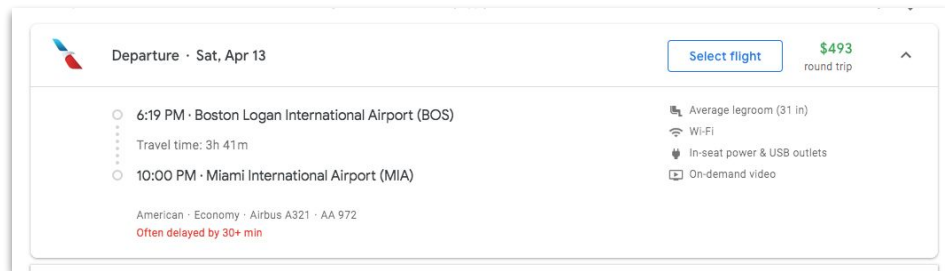 Departure · Sat, Apr 13
Select flight
$493
round trip
6:19 PM · Boston Logan International Airport (BOS)
Travel time: 3h 41m
10:00 PM · Miami International Airport (MIA)
American · Economy · Airbus A321 · AA 972
Often delayed by 30+ min
Average legroom (31 in)
Wi-Fi
In-seat power & USB outlets
On-demand video